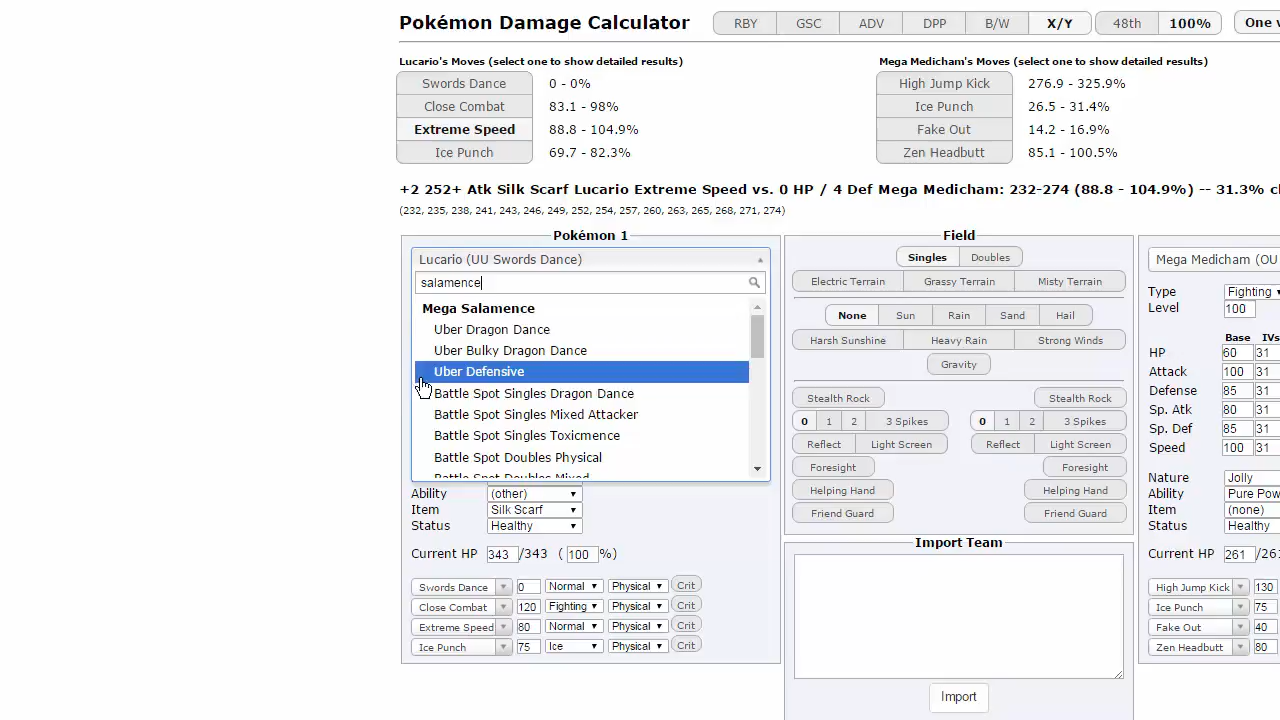 Pokémon Damage Calculator RBY GSC ADV DPP B/W X/Y 48th 100% One
Lucario's Moves (select one to show detailed results)
Swords Dance 0 - 0%
Close Combat 83.1 - 98%
Extreme Speed 88.8 - 104.9%
Ice Punch 69.7 - 82.3%
Mega Medicham's Moves (select one to show detailed results)
High Jump Kick 276.9 - 325.9%
Ice Punch 26.5 - 31.4%
Fake Out 14.2 - 16.9%
Zen Headbutt 85.1 - 100.5%
+2 252+ Atk Silk Scarf Lucario Extreme Speed vs. 0 HP / 4 Def Mega Medicham: 232-274 (88.8 - 104.9%) -- 31.3%
(232, 235, 238, 241, 243, 246, 249, 252, 254, 257, 260, 263, 265, 268, 271, 274)
Pokémon 1
Lucario (UU Swords Dance)
salamence
Mega Salamence
Uber Dragon Dance
Uber Bulky Dragon Dance
Uber Defensive
Battle Spot Singles Dragon Dance
Battle Spot Singles Mixed Attacker
Battle Spot Singles Toxicmence
Battle Spot Doubles Physical
Battle Spot Doubles Mixed
Ability (other)
Item Silk Scarf
Status Healthy
Current HP 343 /343 ( 100 %)
Swords Dance 0 Normal Physical Crit
Close Combat 120 Fighting Physical Crit
Extreme Speed 80 Normal Physical Crit
Ice Punch 75 Ice Physical Crit
Field
Singles Doubles
Electric Terrain Grassy Terrain Misty Terrain
None Sun Rain Sand Hail
Harsh Sunshine Heavy Rain Strong Winds
Gravity
Stealth Rock Stealth Rock
0 1 2 3 Spikes 0 1 2 3 Spikes
Reflect Light Screen Reflect Light Screen
Foresight Foresight
Helping Hand Helping Hand
Friend Guard Friend Guard
Import Team
Import
Mega Medicham (OU
Type Fighting
Level 100
Base IVs
HP 60 31
Attack 100 31
Defense 85 31
Sp. Atk 80 31
Sp. Def 85 31
Speed 100 31
Nature Jolly
Ability Pure Pow
Item (none)
Status Healthy
Current HP 261 /26
High Jump Kick 130
Ice Punch 75
Fake Out 40
Zen Headbutt 80